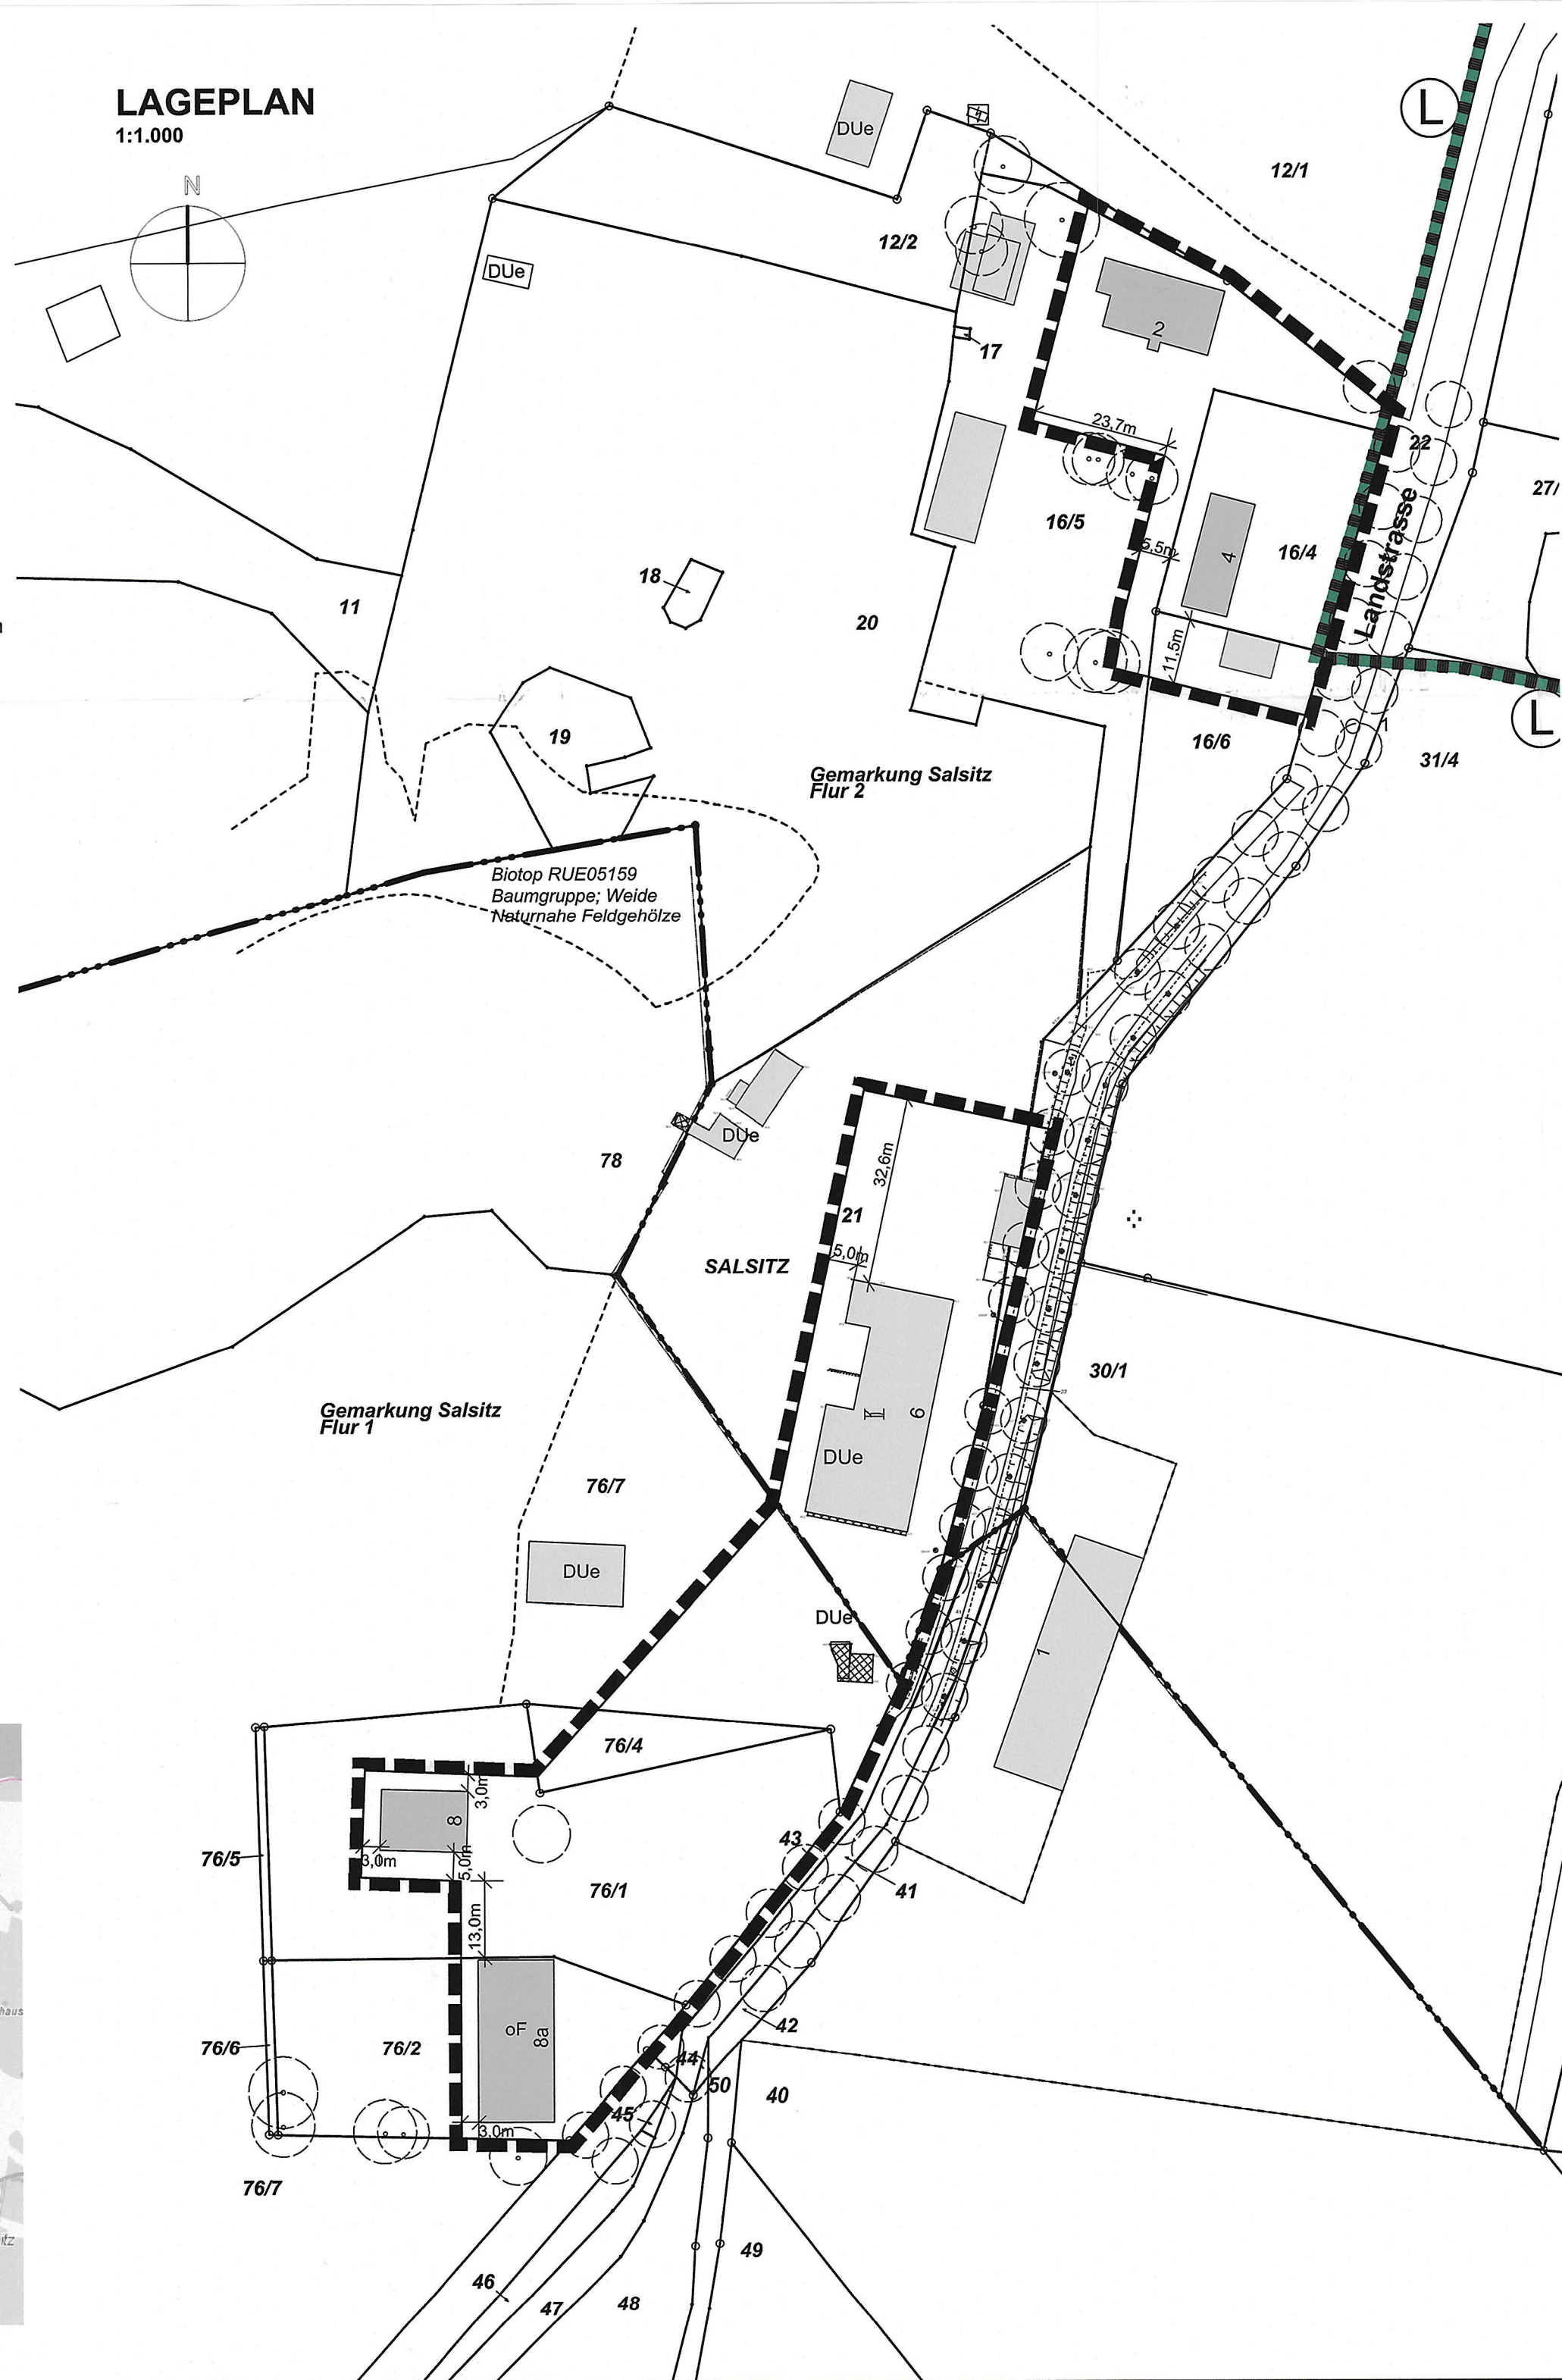 LAGEPLAN
1:1.000
N
L
DUe
12/1
12/2
DUe
2
17
23,7m
22
27/
16/5
5,5m
4
16/4
Landstrasse
18
11
20
11,5m
L
16/6
31/4
19
Gemarkung Salsitz
Flur 2
Biotop RUE05159
Baumgruppe; Weide
Naturnahe Feldgehölze
DUe
78
32,6m
21
5,0m
SALSITZ
30/1
Gemarkung Salsitz
Flur 1
6
DUe
76/7
DUe
DUe
1
76/4
3,0m
8
43
76/5
3,0m
5,0m
76/1
41
13,0m
42
76/6
76/2
oF
8a
44
50
40
45
3,0m
76/7
49
46
47
48
haus
itz